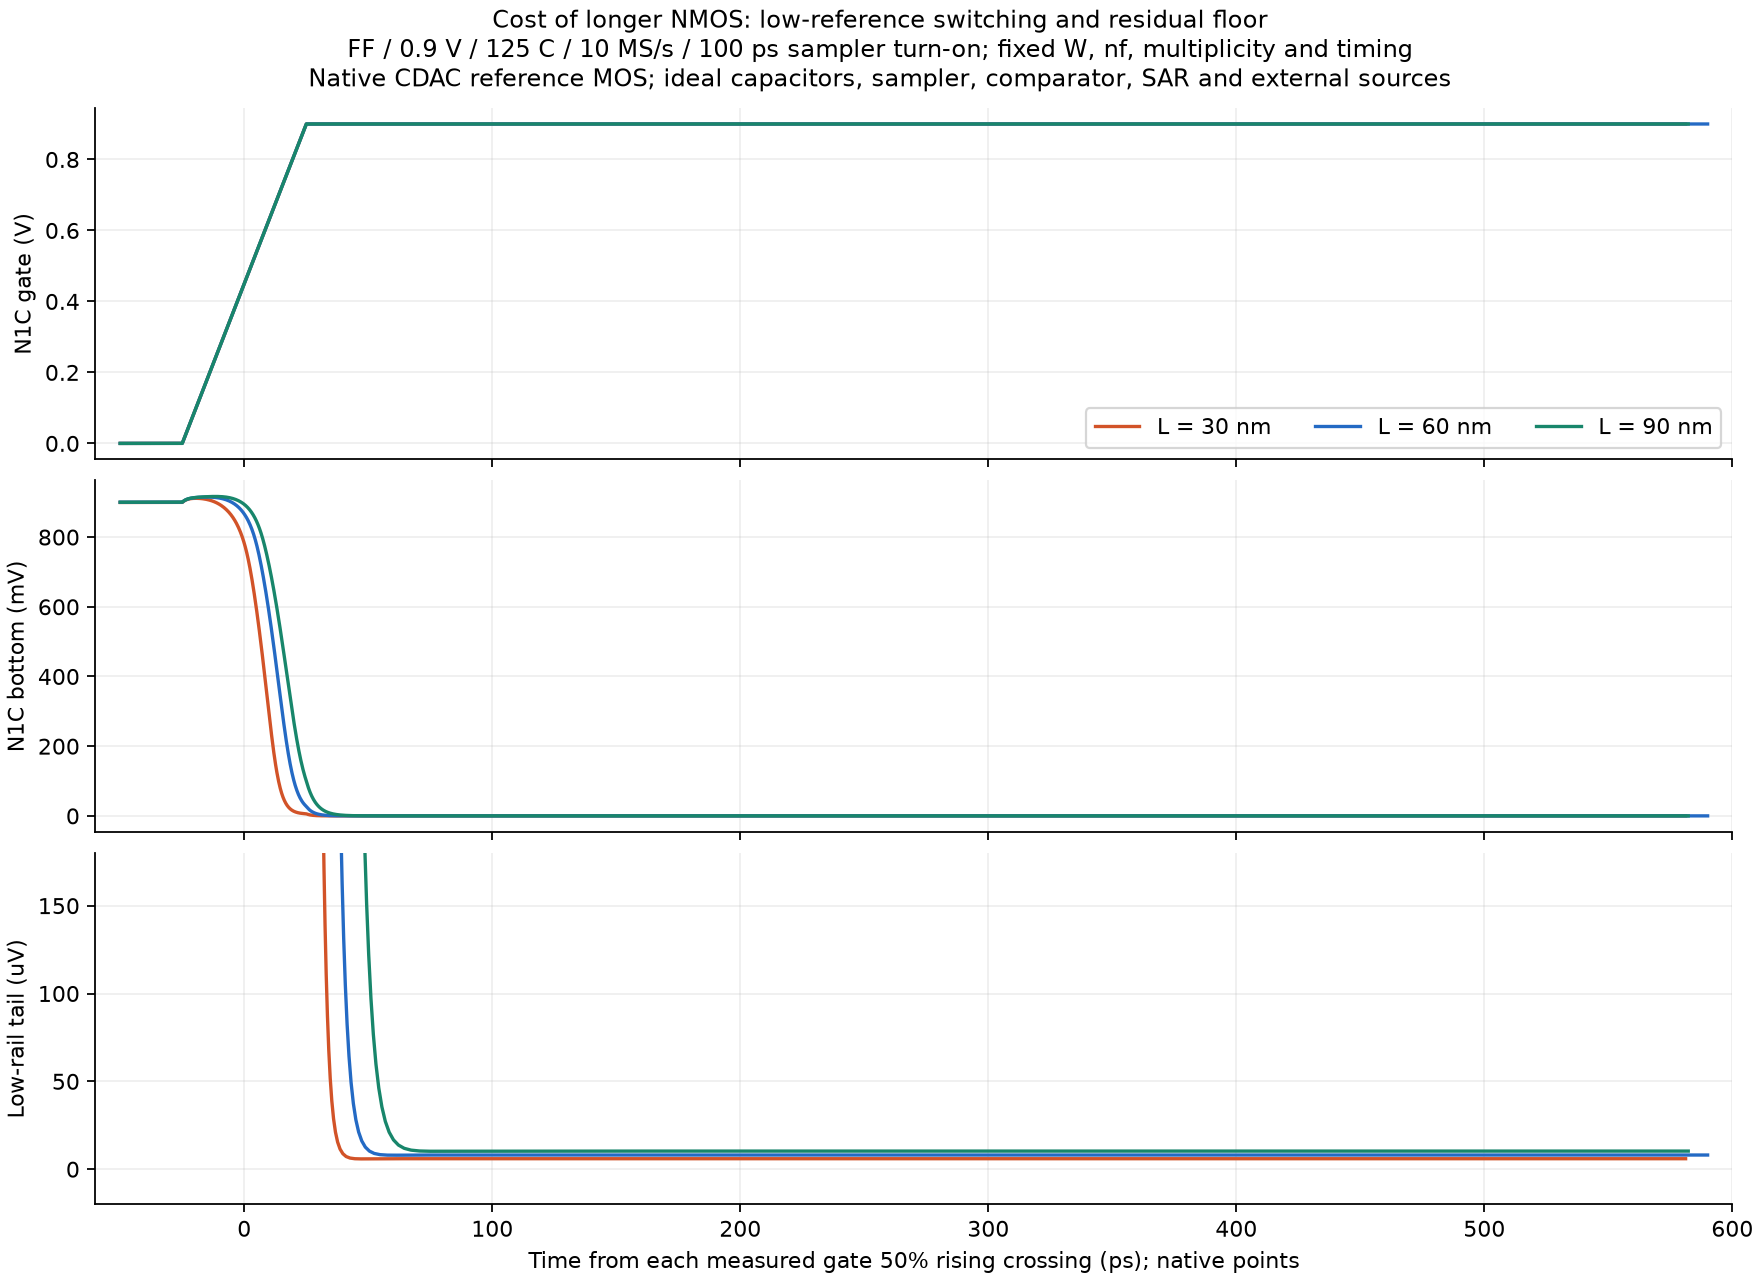 Cost of longer NMOS: low-reference switching and residual floor
FF / 0.9 V / 125 C / 10 MS/s / 100 ps sampler turn-on; fixed W, nf, multiplicity and timing
Native CDAC reference MOS; ideal capacitors, sampler, comparator, SAR and external sources
N1C gate (V)
0.8
0.6
0.4
0.2
0.0
L = 30 nm
L = 60 nm
L = 90 nm
N1C bottom (mV)
800
600
400
200
0
Low-rail tail (uV)
150
100
50
0
0
100
200
300
400
500
600
Time from each measured gate 50% rising crossing (ps); native points